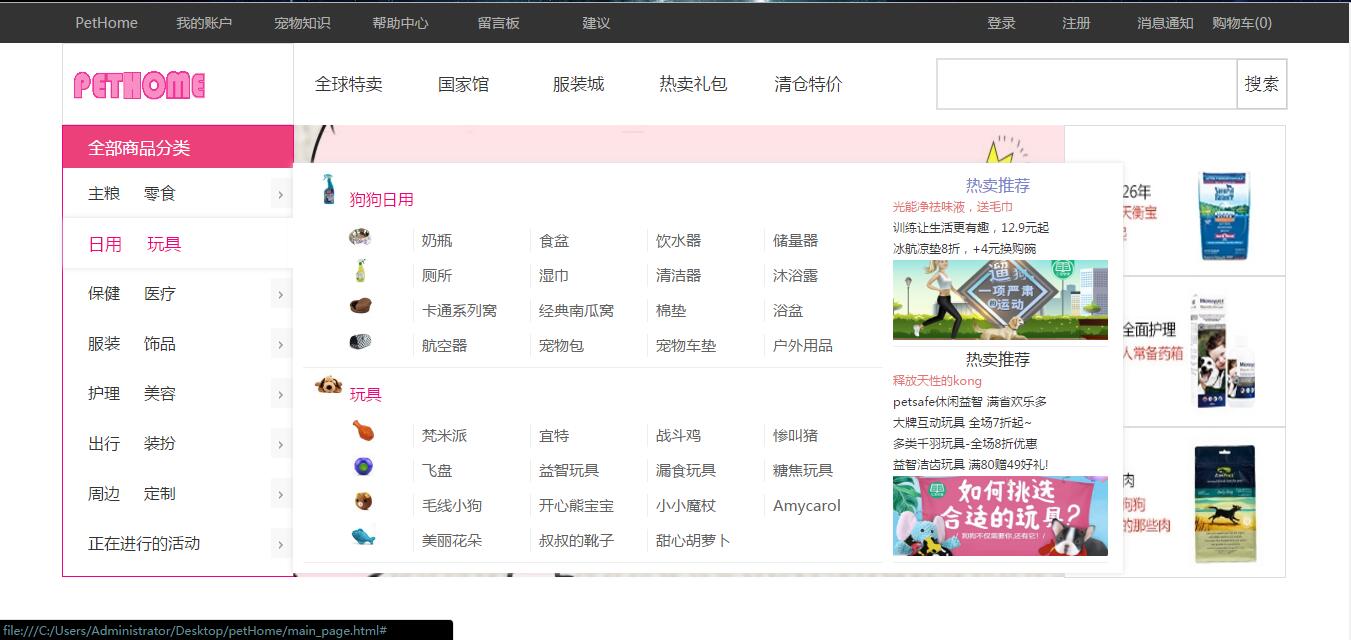 PetHome 我的账户 宠物知识 帮助中心 留言板 建议 登录 注册 消息通知 购物车(0)
PETHOME 全球特卖 国家馆 服装城 热卖礼包 清仓特价 搜索
全部商品分类
主粮 零食 ›
日用 玩具
保健 医疗 ›
服装 饰品 ›
护理 美容 ›
出行 装扮 ›
周边 定制 ›
正在进行的活动 ›
狗狗日用
奶瓶 食盆 饮水器 储量器
厕所 湿巾 清洁器 沐浴露
卡通系列窝 经典南瓜窝 棉垫 浴盆
航空器 宠物包 宠物车垫 户外用品
玩具
梵米派 宜特 战斗鸡 惨叫猪
飞盘 益智玩具 漏食玩具 糖焦玩具
毛线小狗 开心熊宝宝 小小魔杖 Amycarol
美丽花朵 叔叔的靴子 甜心胡萝卜
热卖推荐
光能净祛味液，送毛巾
训练让生活更有趣，12.9元起
冰航凉垫8折，+4元换购碗
遛狗
一项严肃
的运动
热卖推荐
释放天性的kong
petsafe休闲益智 满省欢乐多
大牌互动玩具 全场7折起~
多类千羽玩具-全场8折优惠
益智洁齿玩具 满80赠49好礼!
如何挑选
合适的玩具?
狗狗不仅需要你,还有它! /
26年
天衡宝
全面护理
人常备药箱
肉
狗狗
的那些肉
file:///C:/Users/Administrator/Desktop/petHome/main_page.html#